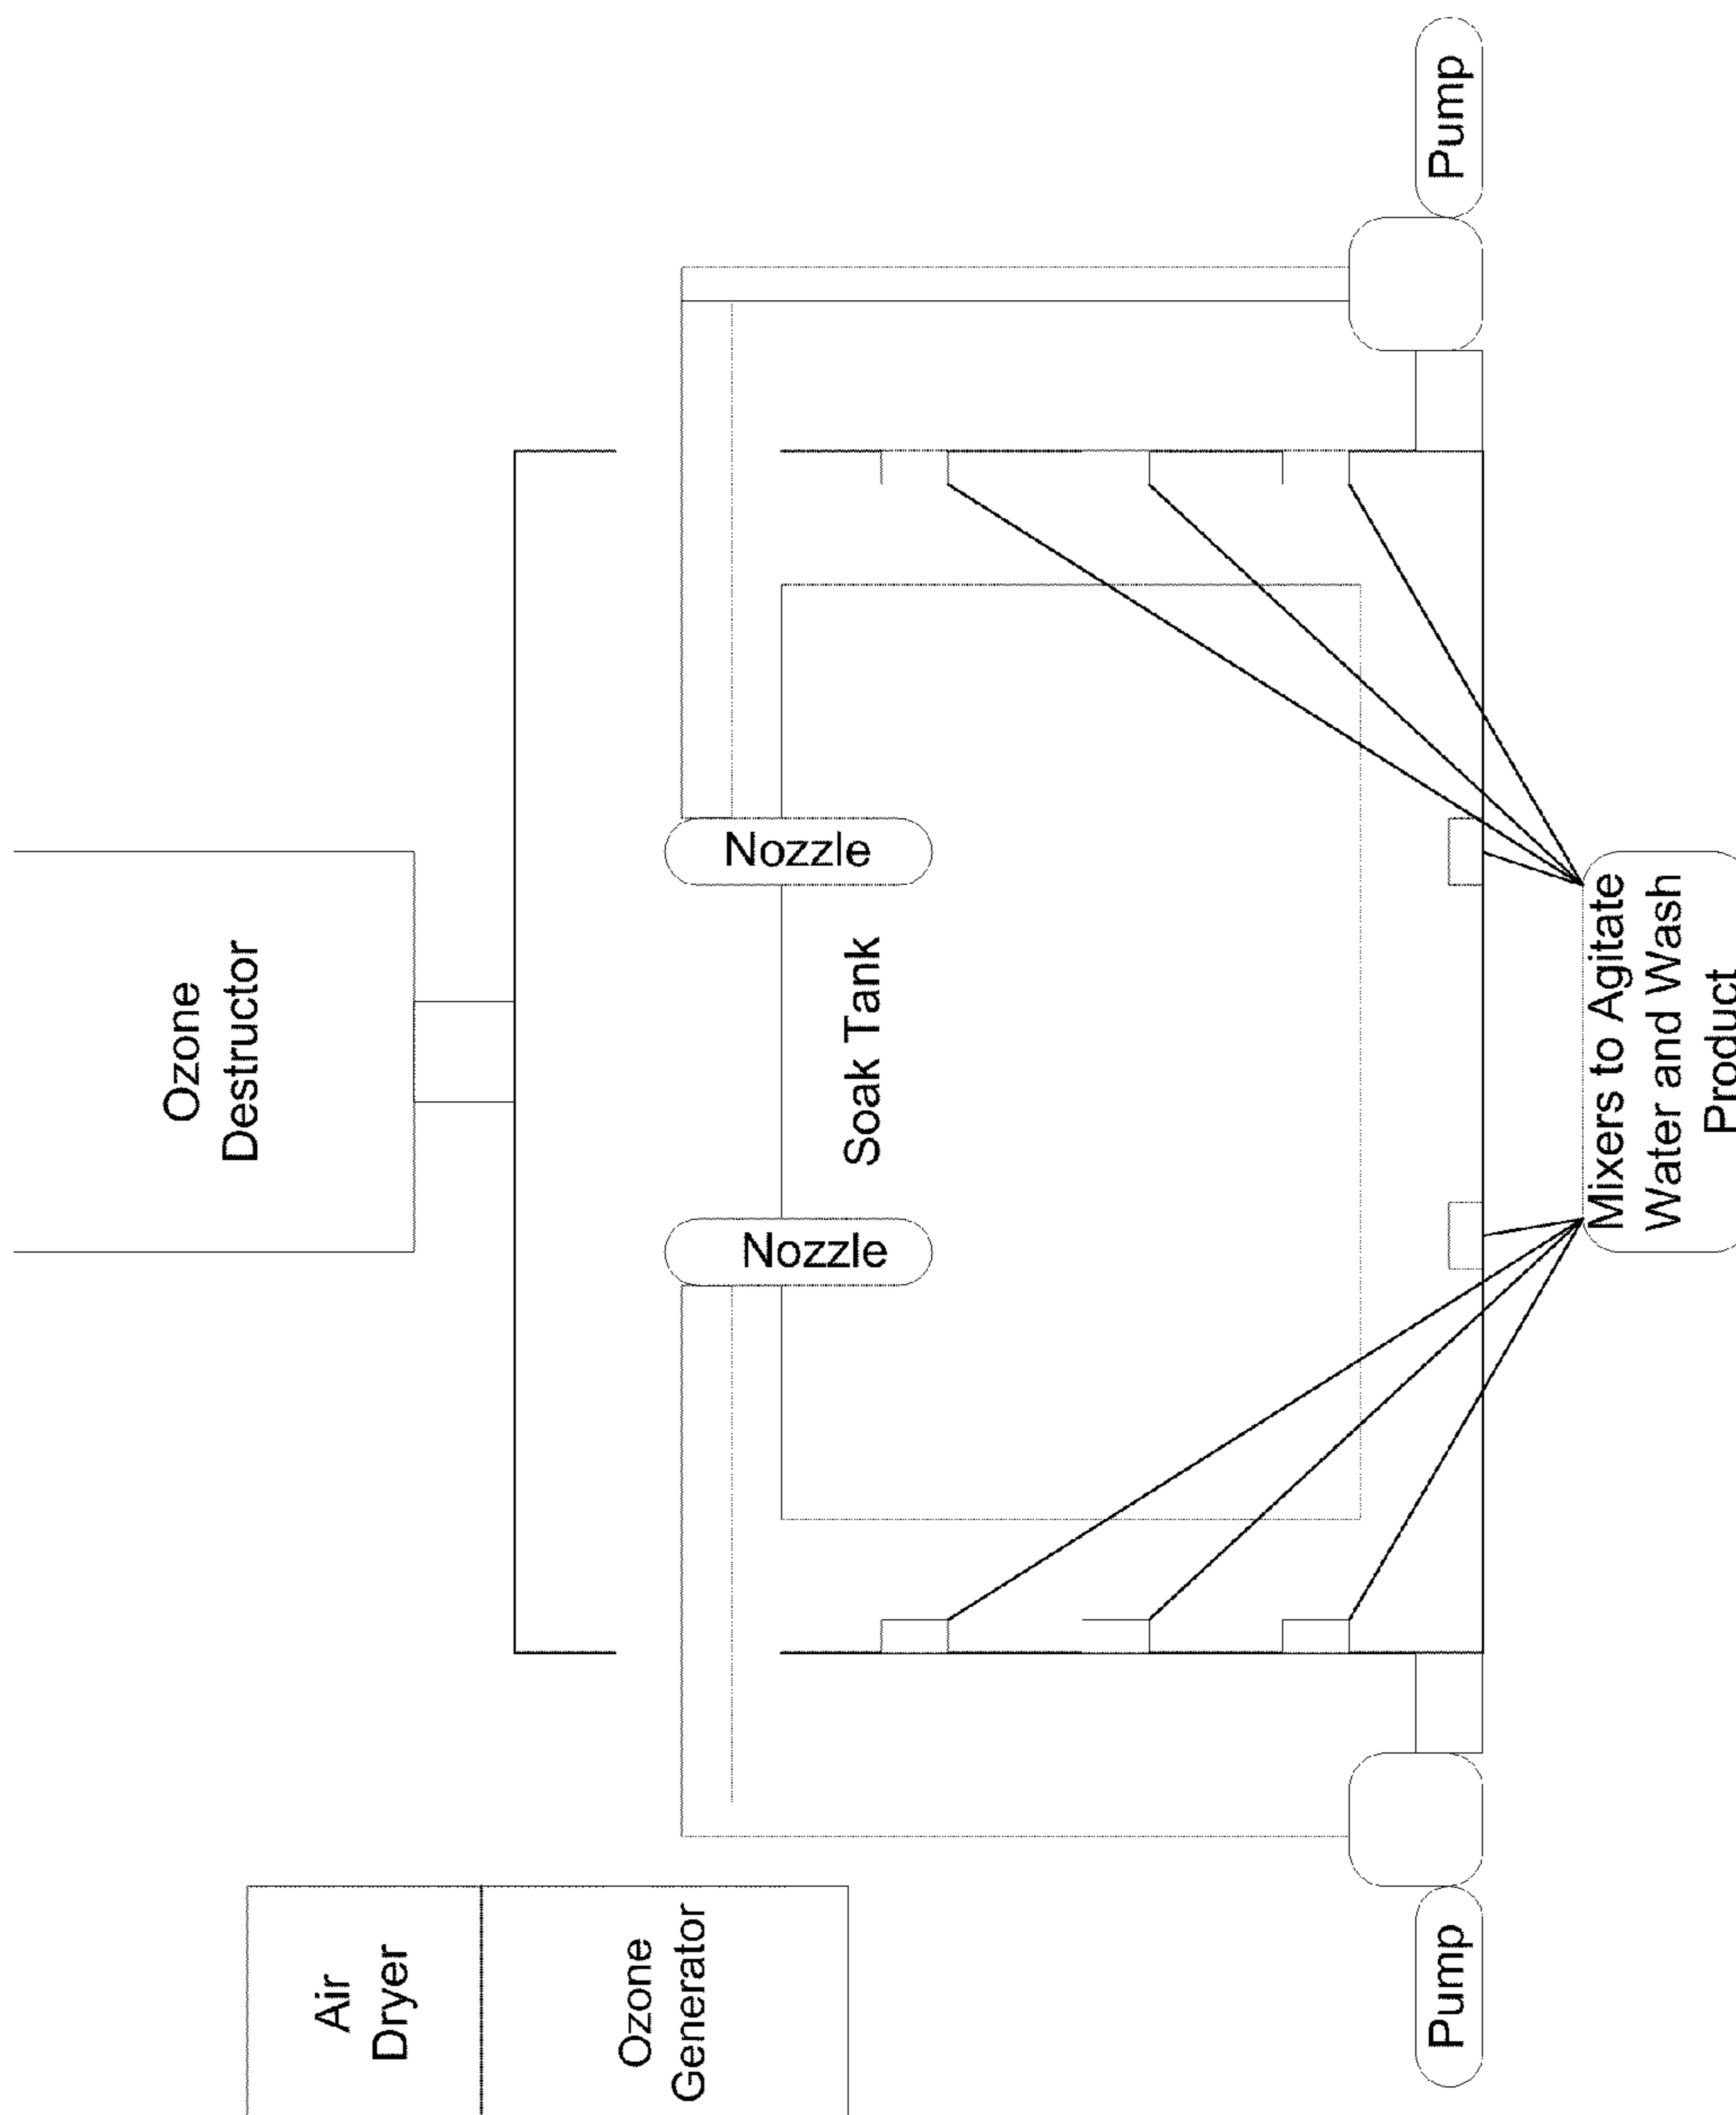 Ozone
Destructor
Air
Dryer
Ozone
Generator
Nozzle
Nozzle
Soak Tank
Pump
Pump
Mixers to Agitate
Water and Wash
Product